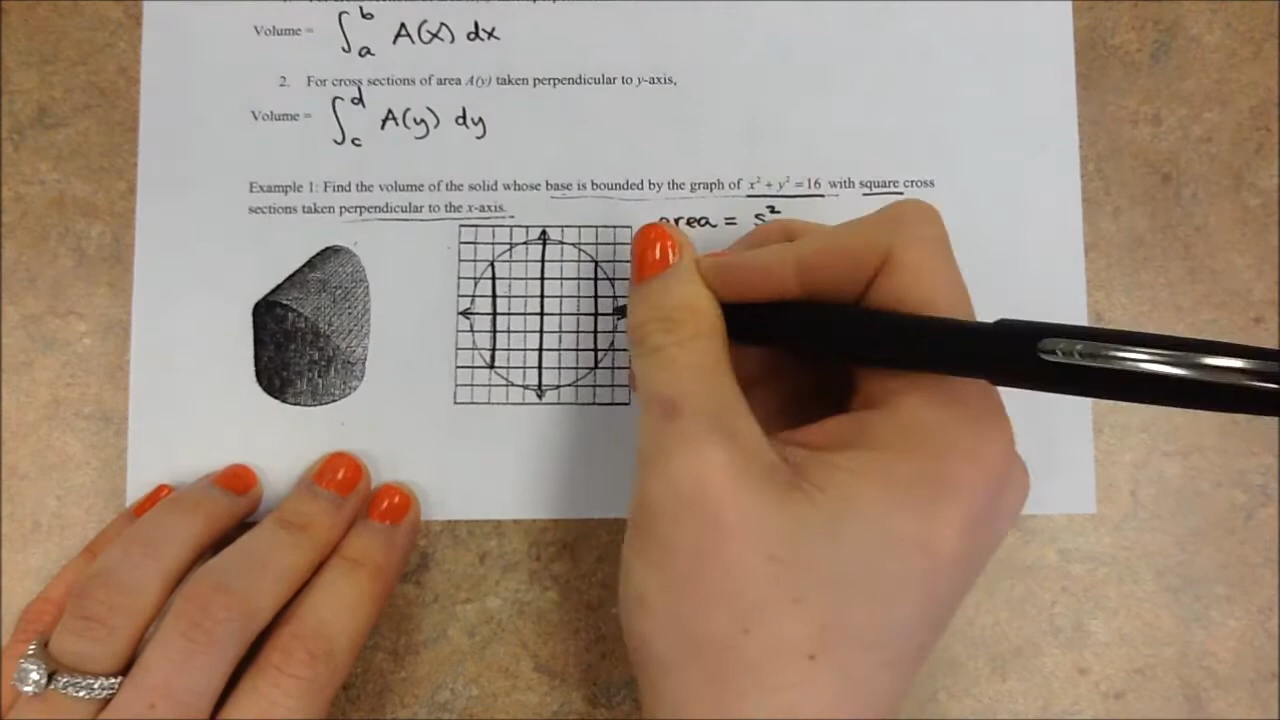 Volume = ∫ₐᵇ A(x) dx
2. For cross sections of area A(y) taken perpendicular to y-axis,
Volume = ∫꜀ᵈ A(y) dy
Example 1: Find the volume of the solid whose base is bounded by the graph of x² + y² = 16 with square cross
sections taken perpendicular to the x-axis.
area = s²